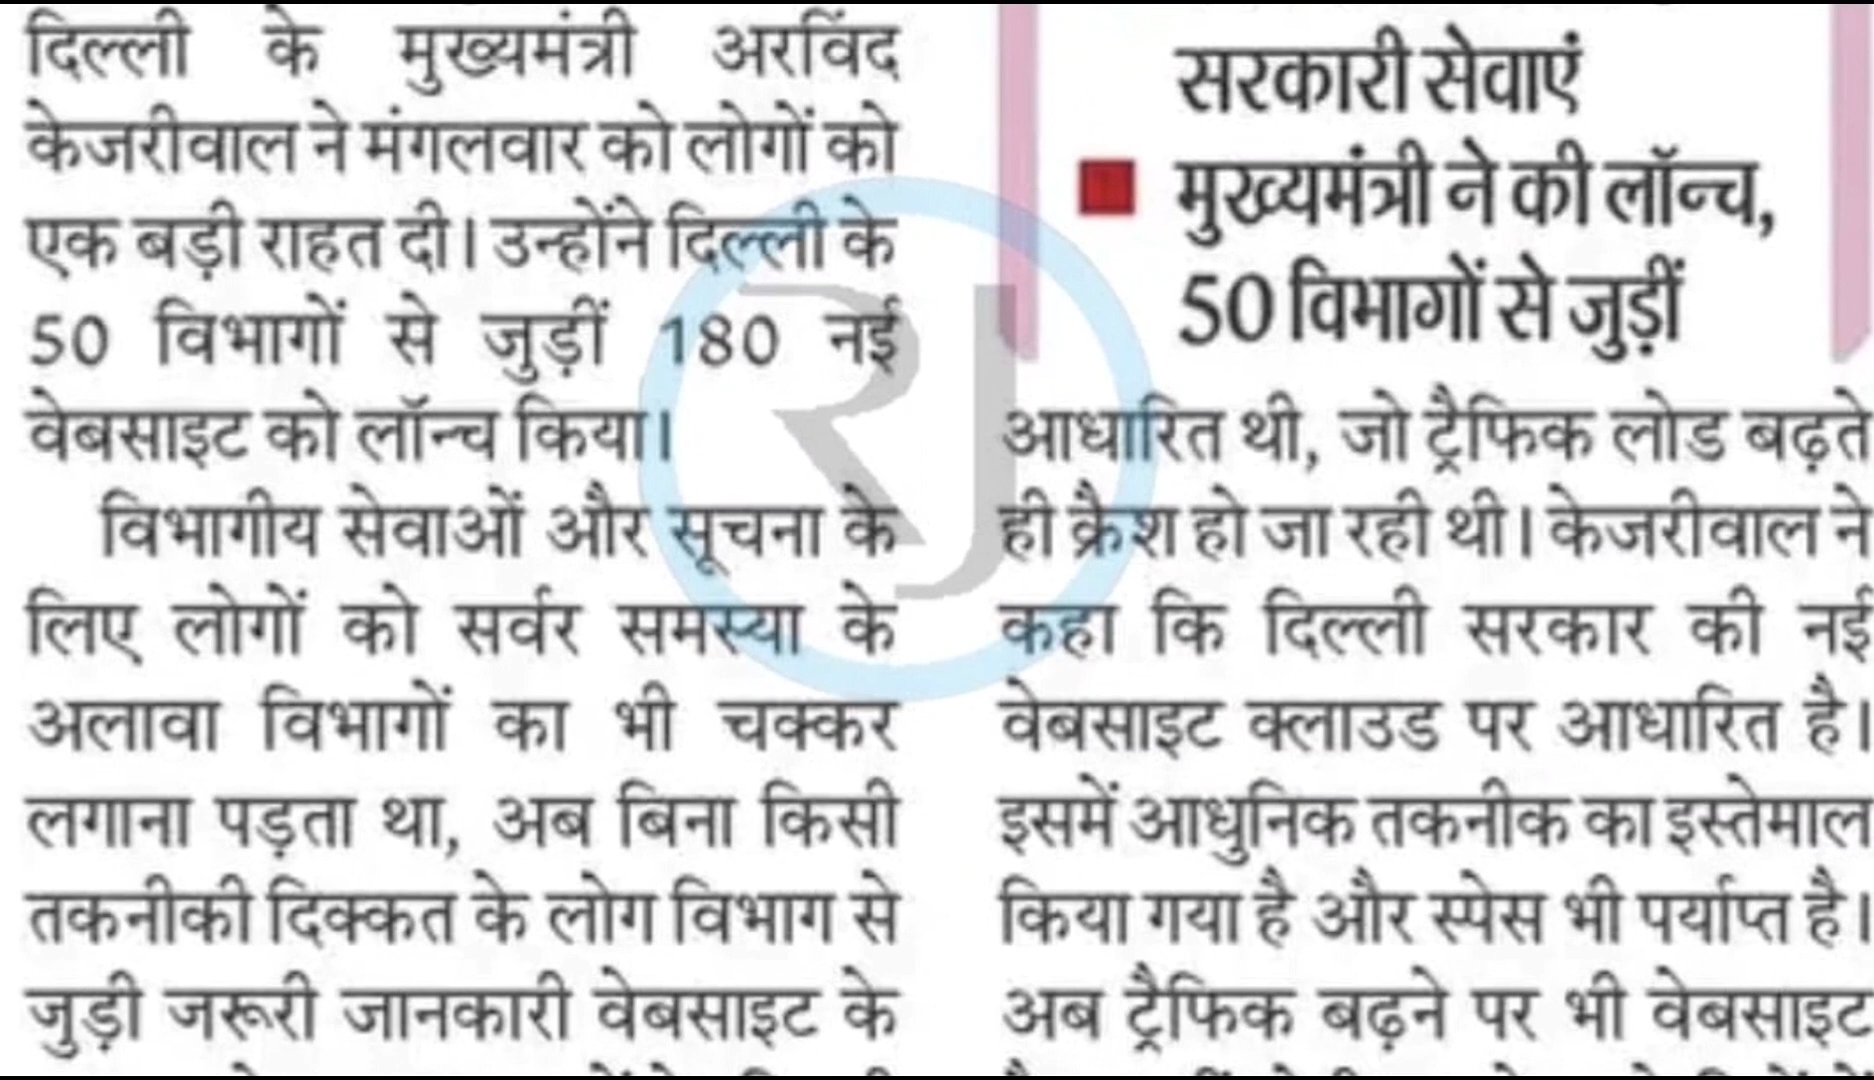 दिल्ली के मुख्यमंत्री अरविंद
केजरीवाल ने मंगलवार को लोगों को
एक बड़ी राहत दी। उन्होंने दिल्ली के
50 विभागों से जुड़ीं 180 नई
वेबसाइट को लॉन्च किया।
विभागीय सेवाओं और सूचना के
लिए लोगों को सर्वर समस्या के
अलावा विभागों का भी चक्कर
लगाना पड़ता था, अब बिना किसी
तकनीकी दिक्कत के लोग विभाग से
जुड़ी जरूरी जानकारी वेबसाइट के
सरकारी सेवाएं
मुख्यमंत्री ने की लॉन्च,
50 विभागों से जुड़ीं
आधारित थी, जो ट्रैफिक लोड बढ़ते
ही क्रैश हो जा रही थी। केजरीवाल ने
कहा कि दिल्ली सरकार की नई
वेबसाइट क्लाउड पर आधारित है।
इसमें आधुनिक तकनीक का इस्तेमाल
किया गया है और स्पेस भी पर्याप्त है।
अब ट्रैफिक बढ़ने पर भी वेबसाइट
RJ